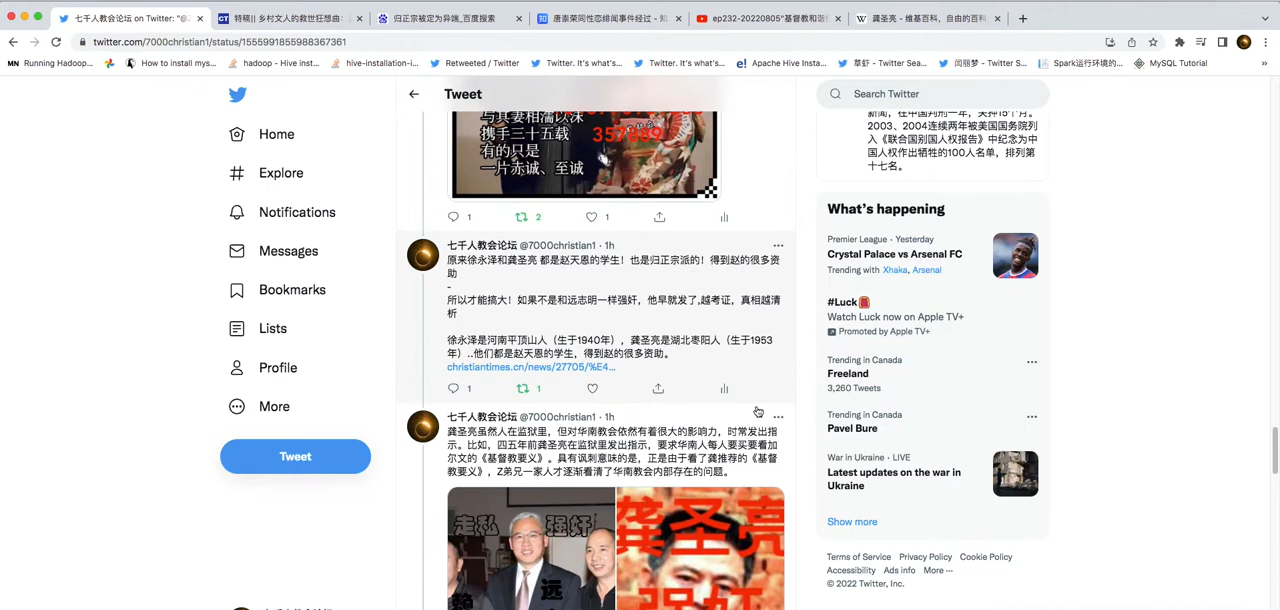 七千人教会论坛 on Twitter: "@
特稿|| 乡村文人的救世狂想曲:
归正宗被定为异端_百度搜索
唐崇荣同性恋绯闻事件经过 - 知
ep232-20220805"基督教和谐
龚圣亮 - 维基百科，自由的百科
twitter.com/7000christian1/status/1555991855988367361
MN Running Hadoop...
How to install mys...
hadoop - Hive inst...
hive-installation-i...
Retweeted / Twitter
Twitter. It's what's...
Twitter. It's what's...
e! Apache Hive Insta...
草虾 - Twitter Sea...
闫丽梦 - Twitter S...
Spark运行环境的...
MySQL Tutorial
»
Home
Explore
Notifications
Messages
Bookmarks
Lists
Profile
More
Tweet
Tweet
与其妻相濡以沫
携手三十五载
有的只是
一片赤诚、至诚
357889
1
2
1
七千人教会论坛 @7000christian1 · 1h
原来徐永泽和龚圣亮 都是赵天恩的学生！也是归正宗派的！得到赵的很多资
助
-
所以才能搞大！如果不是和远志明一样强奸，他早就发了,越考证，真相越清
析
徐永泽是河南平顶山人（生于1940年），龚圣亮是湖北枣阳人（生于1953
年）..他们都是赵天恩的学生，得到赵的很多资助。
christiantimes.cn/news/27705/%E4...
1
1
七千人教会论坛 @7000christian1 · 1h
龚圣亮虽然人在监狱里，但对华南教会依然有着很大的影响力，时常发出指
示。比如，四五年前龚圣亮在监狱里发出指示，要求华南人每人要买要看加
尔文的《基督教要义》。具有讽刺意味的是，正是由于看了龚推荐的《基督
教要义》，Z弟兄一家人才逐渐看清了华南教会内部存在的问题。
走私
强奸
远
龚圣亮
强奸
Search Twitter
新闻，在中国判刑一年，关押15个月。
2003、2004连续两年被美国国务院列
入《联合国别国人权报告》中纪念为中
国人权作出牺牲的100人名单，排列第
十七名。
What's happening
Premier League · Yesterday
Crystal Palace vs Arsenal FC
Trending with Xhaka, Arsenal
#Luck
Watch Luck now on Apple TV+
Promoted by Apple TV+
Trending in Canada
Freeland
3,260 Tweets
Trending in Canada
Pavel Bure
War in Ukraine · LIVE
Latest updates on the war in
Ukraine
Show more
Terms of Service Privacy Policy Cookie Policy
Accessibility Ads info More ···
© 2022 Twitter, Inc.